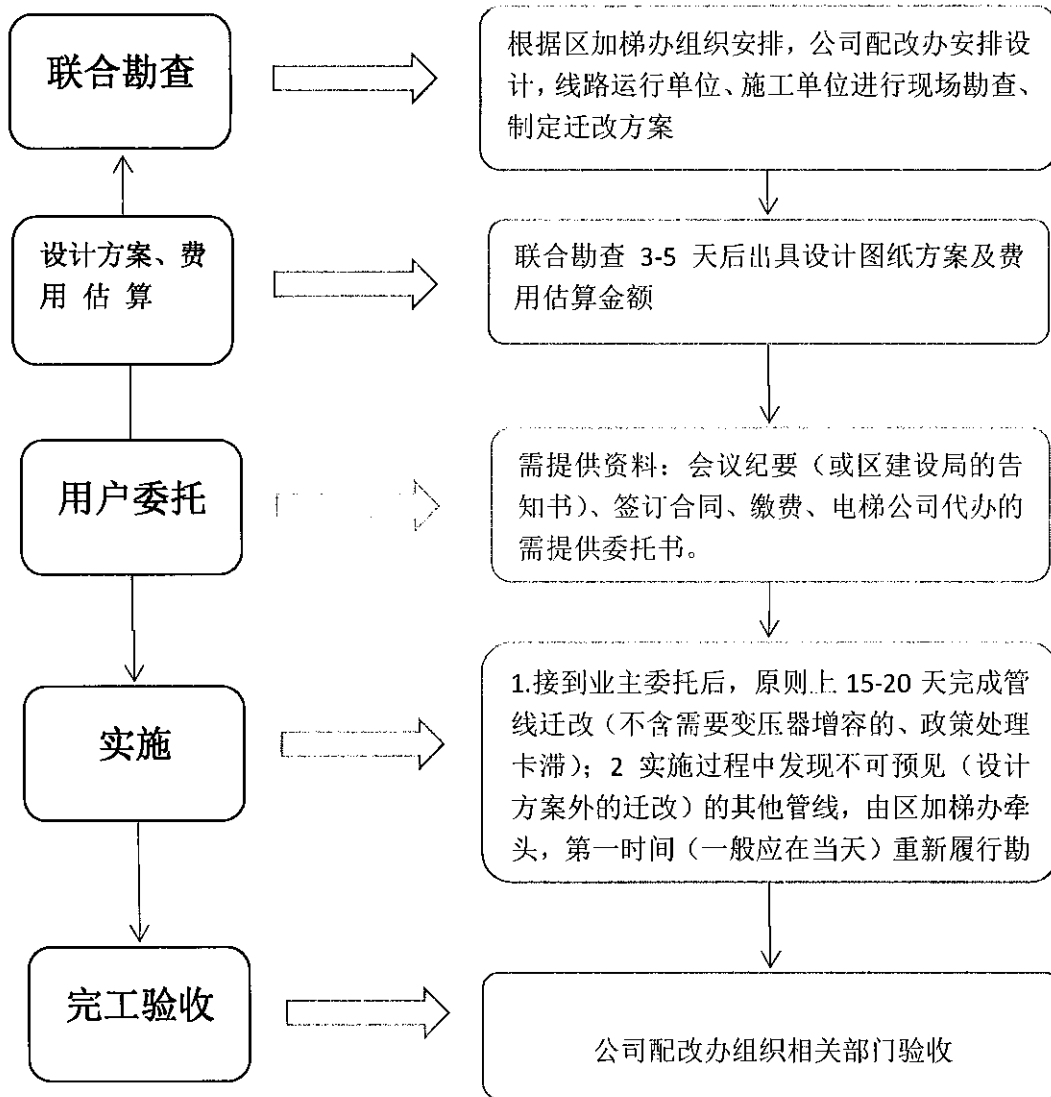 联合勘查
根据区加梯办组织安排，公司配改办安排设
计，线路运行单位、施工单位进行现场勘查、
制定迁改方案
设计方案、费
用 估 算
联合勘查 3-5 天后出具设计图纸方案及费
用估算金额
用户委托
需提供资料：会议纪要（或区建设局的告
知书）、签订合同、缴费、电梯公司代办的
需提供委托书。
实施
1.接到业主委托后，原则上 15-20 天完成管
线迁改（不含需要变压器增容的、政策处理
卡滞）；2 实施过程中发现不可预见（设计
方案外的迁改）的其他管线，由区加梯办牵
头，第一时间（一般应在当天）重新履行勘
完工验收
公司配改办组织相关部门验收